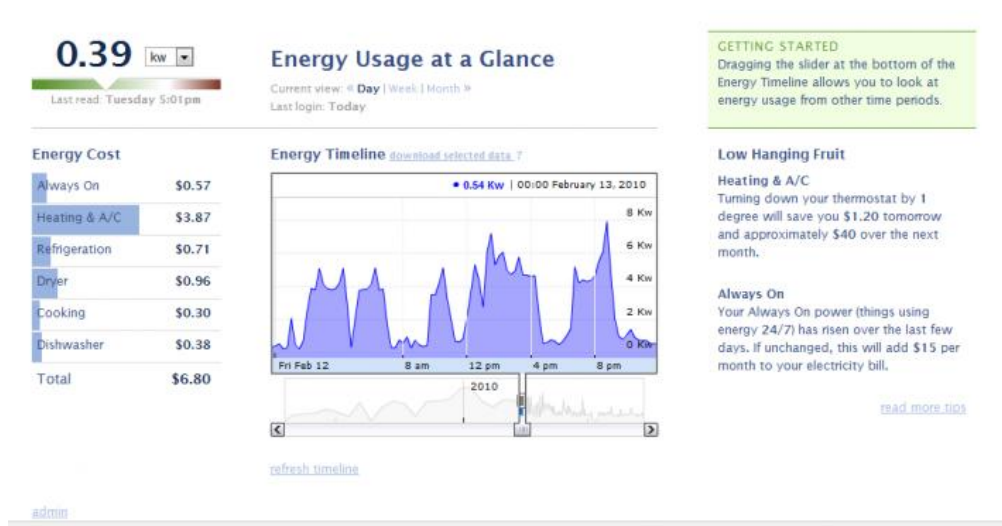 0.39 kw
Last read: Tuesday 5:01pm
Energy Usage at a Glance
Current view: « Day | Week | Month »
Last login: Today
GETTING STARTED
Dragging the slider at the bottom of the
Energy Timeline allows you to look at
energy usage from other time periods.
Energy Cost
Always On $0.57
Heating & A/C $3.87
Refrigeration $0.71
Dryer $0.96
Cooking $0.30
Dishwasher $0.38
Total $6.80
Energy Timeline download selected data ?
• 0.54 Kw | 00:00 February 13, 2010
8 Kw
6 Kw
4 Kw
2 Kw
0 Kw
Fri Feb 12 8 am 12 pm 4 pm 8 pm
2010
refresh timeline
Low Hanging Fruit
Heating & A/C
Turning down your thermostat by 1
degree will save you $1.20 tomorrow
and approximately $40 over the next
month.
Always On
Your Always On power (things using
energy 24/7) has risen over the last few
days. If unchanged, this will add $15 per
month to your electricity bill.
read more tips
admin